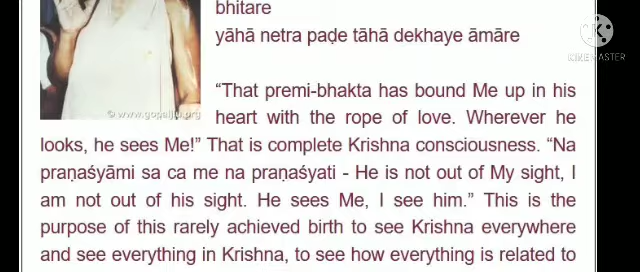 bhitare
yāhā netra paḍe tāhā dekhaye āmāre
KINEMASTER
“That premi-bhakta has bound Me up in his
© www.gopaljiu.org
heart with the rope of love. Wherever he
looks, he sees Me!” That is complete Krishna consciousness. “Na
praṇaśyāmi sa ca me na praṇaśyati - He is not out of My sight, I
am not out of his sight. He sees Me, I see him.” This is the
purpose of this rarely achieved birth to see Krishna everywhere
and see everything in Krishna, to see how everything is related to